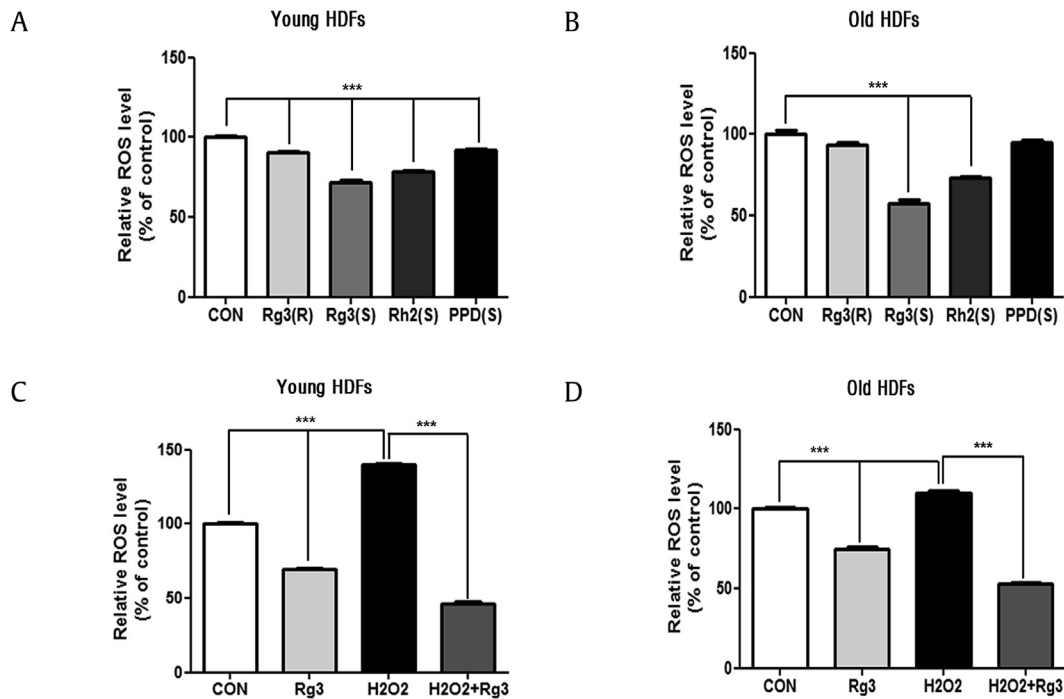 A
Young HDFs
Relative ROS level
(% of control)
150
100
50
0
***
CON Rg3(R) Rg3(S) Rh2(S) PPD(S)
B
Old HDFs
Relative ROS level
(% of control)
150
100
50
0
***
CON Rg3(R) Rg3(S) Rh2(S) PPD(S)
C
Young HDFs
Relative ROS level
(% of control)
150
100
50
0
***
***
CON Rg3 H2O2 H2O2+Rg3
D
Old HDFs
Relative ROS level
(% of control)
150
100
50
0
***
***
CON Rg3 H2O2 H2O2+Rg3